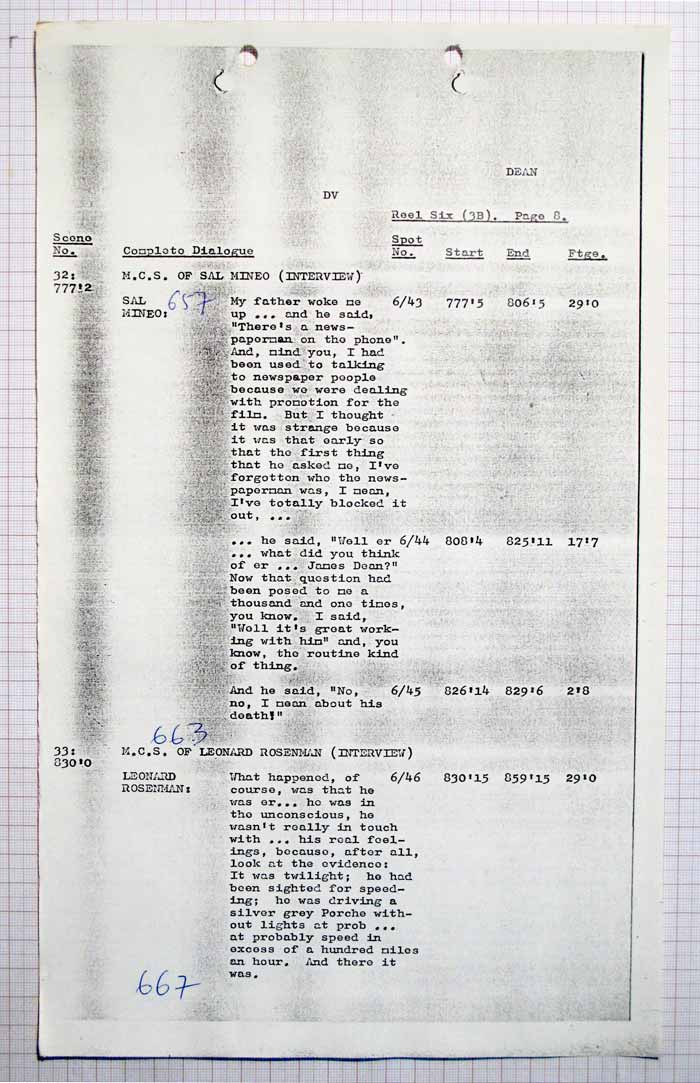 DEAN
DV
Reel Six (3B). Page 8.
Scene No. Complete Dialogue Spot No. Start End Ftge.
32: M.C.S. OF SAL MINEO (INTERVIEW)
777'2
SAL 657 My father woke me 6/43 777'5 806'5 29'0
MINEO: up ... and he said,
"There's a news-
paperman on the phone".
And, mind you, I had
been used to talking
to newspaper people
because we were dealing
with promotion for the
film. But I thought
it was strange because
it was that early so
that the first thing
that he asked me, I've
forgotten who the news-
paperman was, I mean,
I've totally blocked it
out, ...
... he said, "Well er 6/44 808'4 825'11 17'7
... what did you think
of er ... James Dean?"
Now that question had
been posed to me a
thousand and one times,
you know. I said,
"Well it's great work-
ing with him" and, you
know, the routine kind
of thing.
And he said, "No, 6/45 826'14 829'6 2'8
no, I mean about his
death!"
663
33: M.C.S. OF LEONARD ROSENMAN (INTERVIEW)
830'0
LEONARD What happened, of 6/46 830'15 859'15 29'0
ROSENMAN: course, was that he
was er... he was in
the unconscious, he
wasn't really in touch
with ... his real feel-
ings, because, after all,
look at the evidence:
It was twilight; he had
been sighted for speed-
ing; he was driving a
silver grey Porche with-
out lights at prob ...
at probably speed in
excess of a hundred miles
an hour. And there it
was.
667